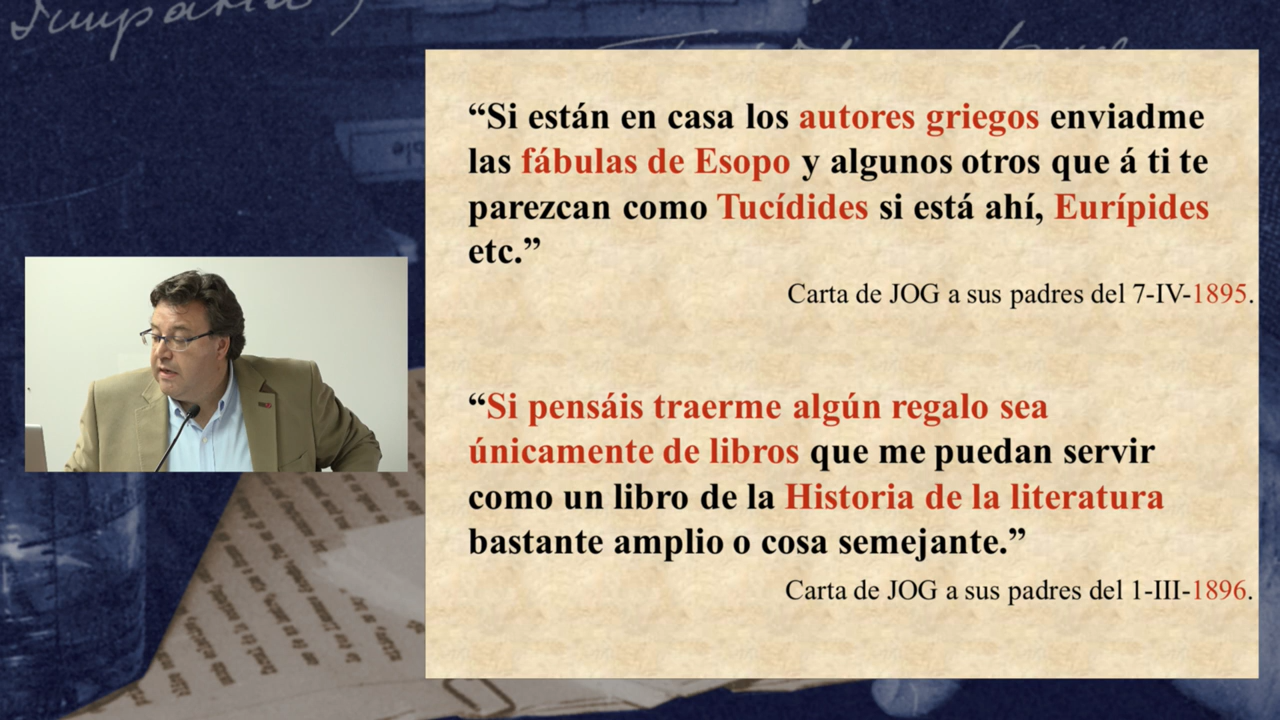 “Si están en casa los autores griegos enviadme
las fábulas de Esopo y algunos otros que á ti te
parezcan como Tucídides si está ahí, Eurípides
etc.”
Carta de JOG a sus padres del 7-IV-1895.
“Si pensáis traerme algún regalo sea
únicamente de libros que me puedan servir
como un libro de la Historia de la literatura
bastante amplio o cosa semejante.”
Carta de JOG a sus padres del 1-III-1896.